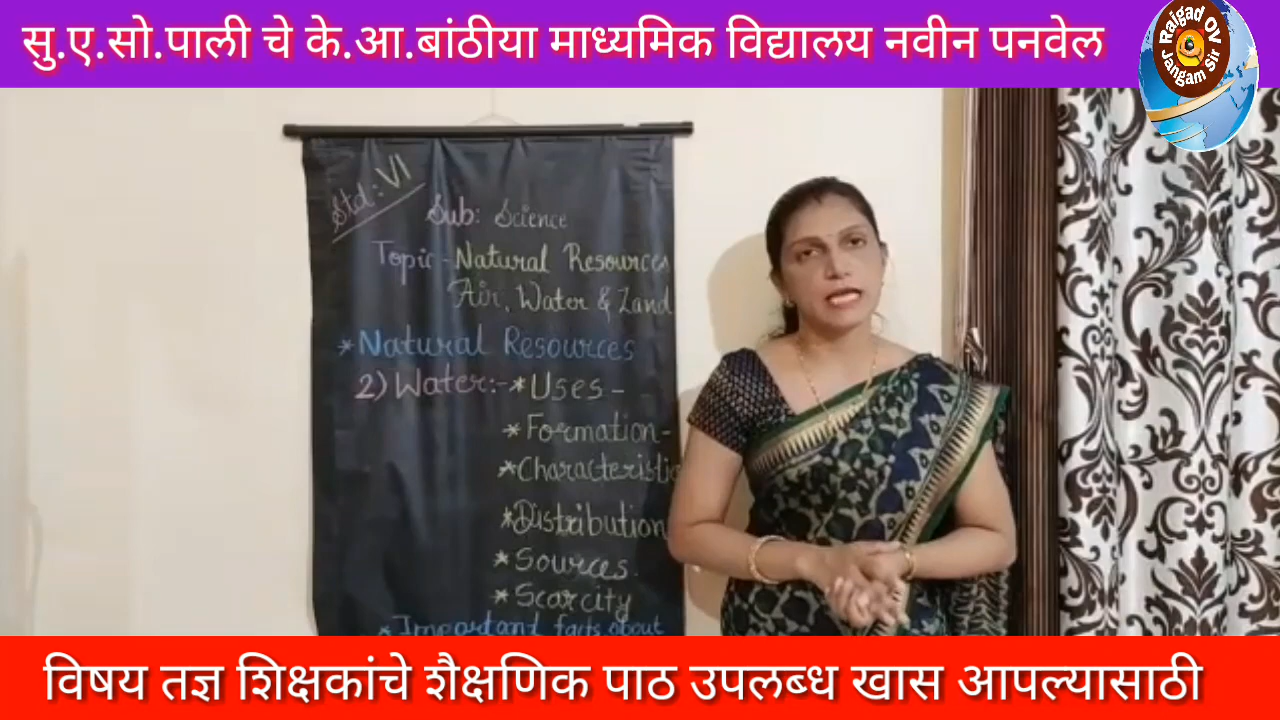 सु.ए.सो.पाली चे के.आ.बांठीया माध्यमिक विद्यालय नवीन पनवेल
Raigad
Jangam Sir
Std: VI
Sub: Science
Topic - Natural Resources
Air, Water & Land
* Natural Resources
2) Water:- * Uses -
* Formation -
* Characteristic
* Distribution
* Sources.
* Scarcity
* Important facts about
विषय तज्ञ शिक्षकांचे शैक्षणिक पाठ उपलब्ध खास आपल्यासाठी